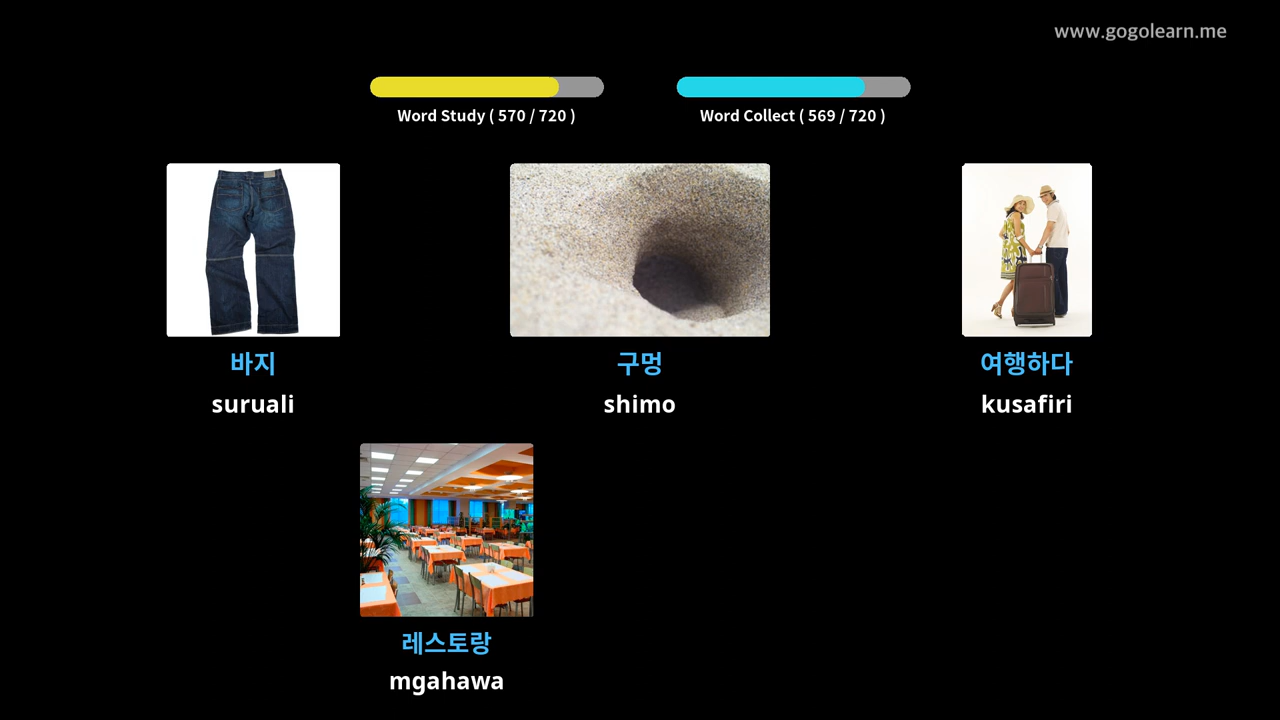 www.gogolearn.me
Word Study ( 570 / 720 )
Word Collect ( 569 / 720 )
바지
suruali
구멍
shimo
여행하다
kusafiri
레스토랑
mgahawa